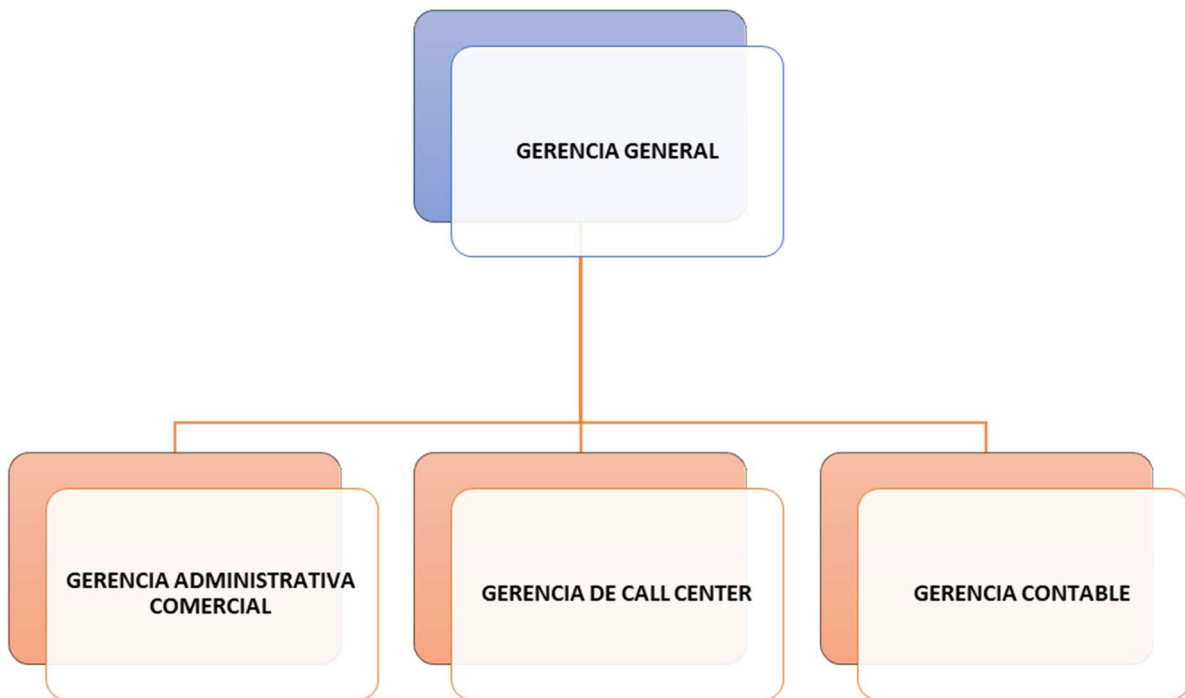 GERENCIA GENERAL
GERENCIA ADMINISTRATIVA
COMERCIAL
GERENCIA DE CALL CENTER
GERENCIA CONTABLE